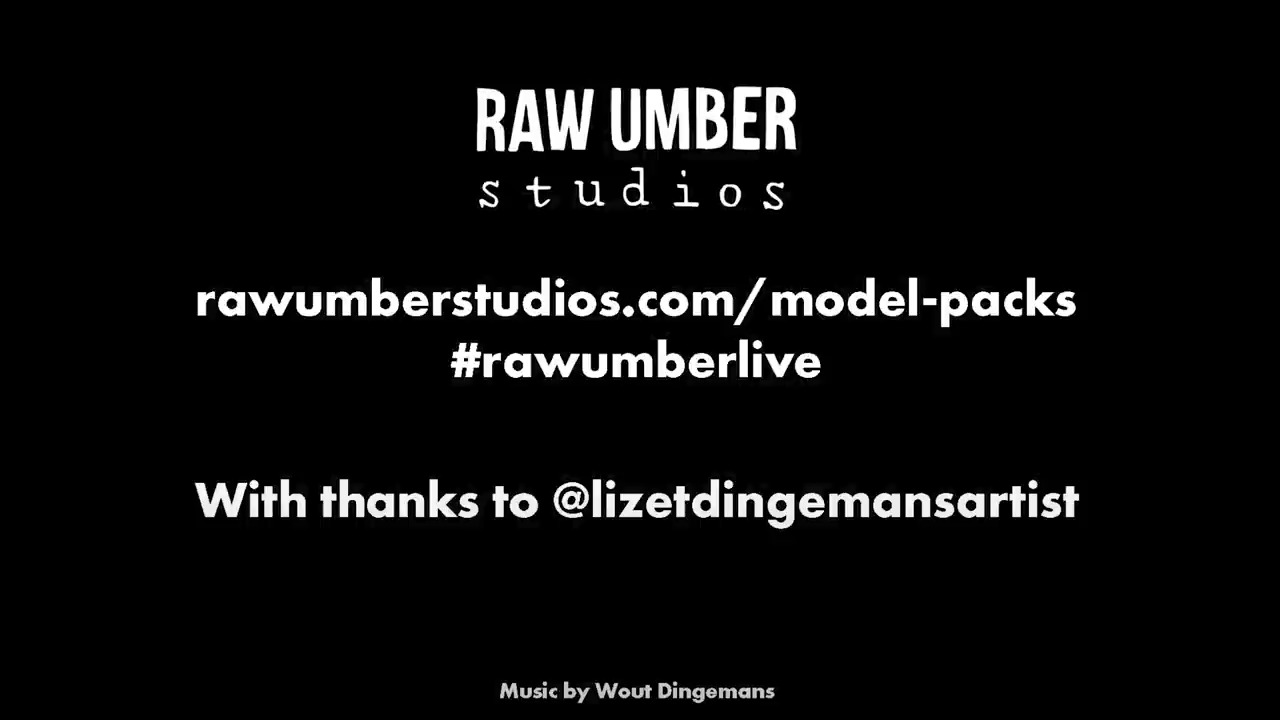 RAW UMBER
studios
rawumberstudios.com/model-packs
#rawumberlive
With thanks to @lizetdingemansartist
Music by Wout Dingemans